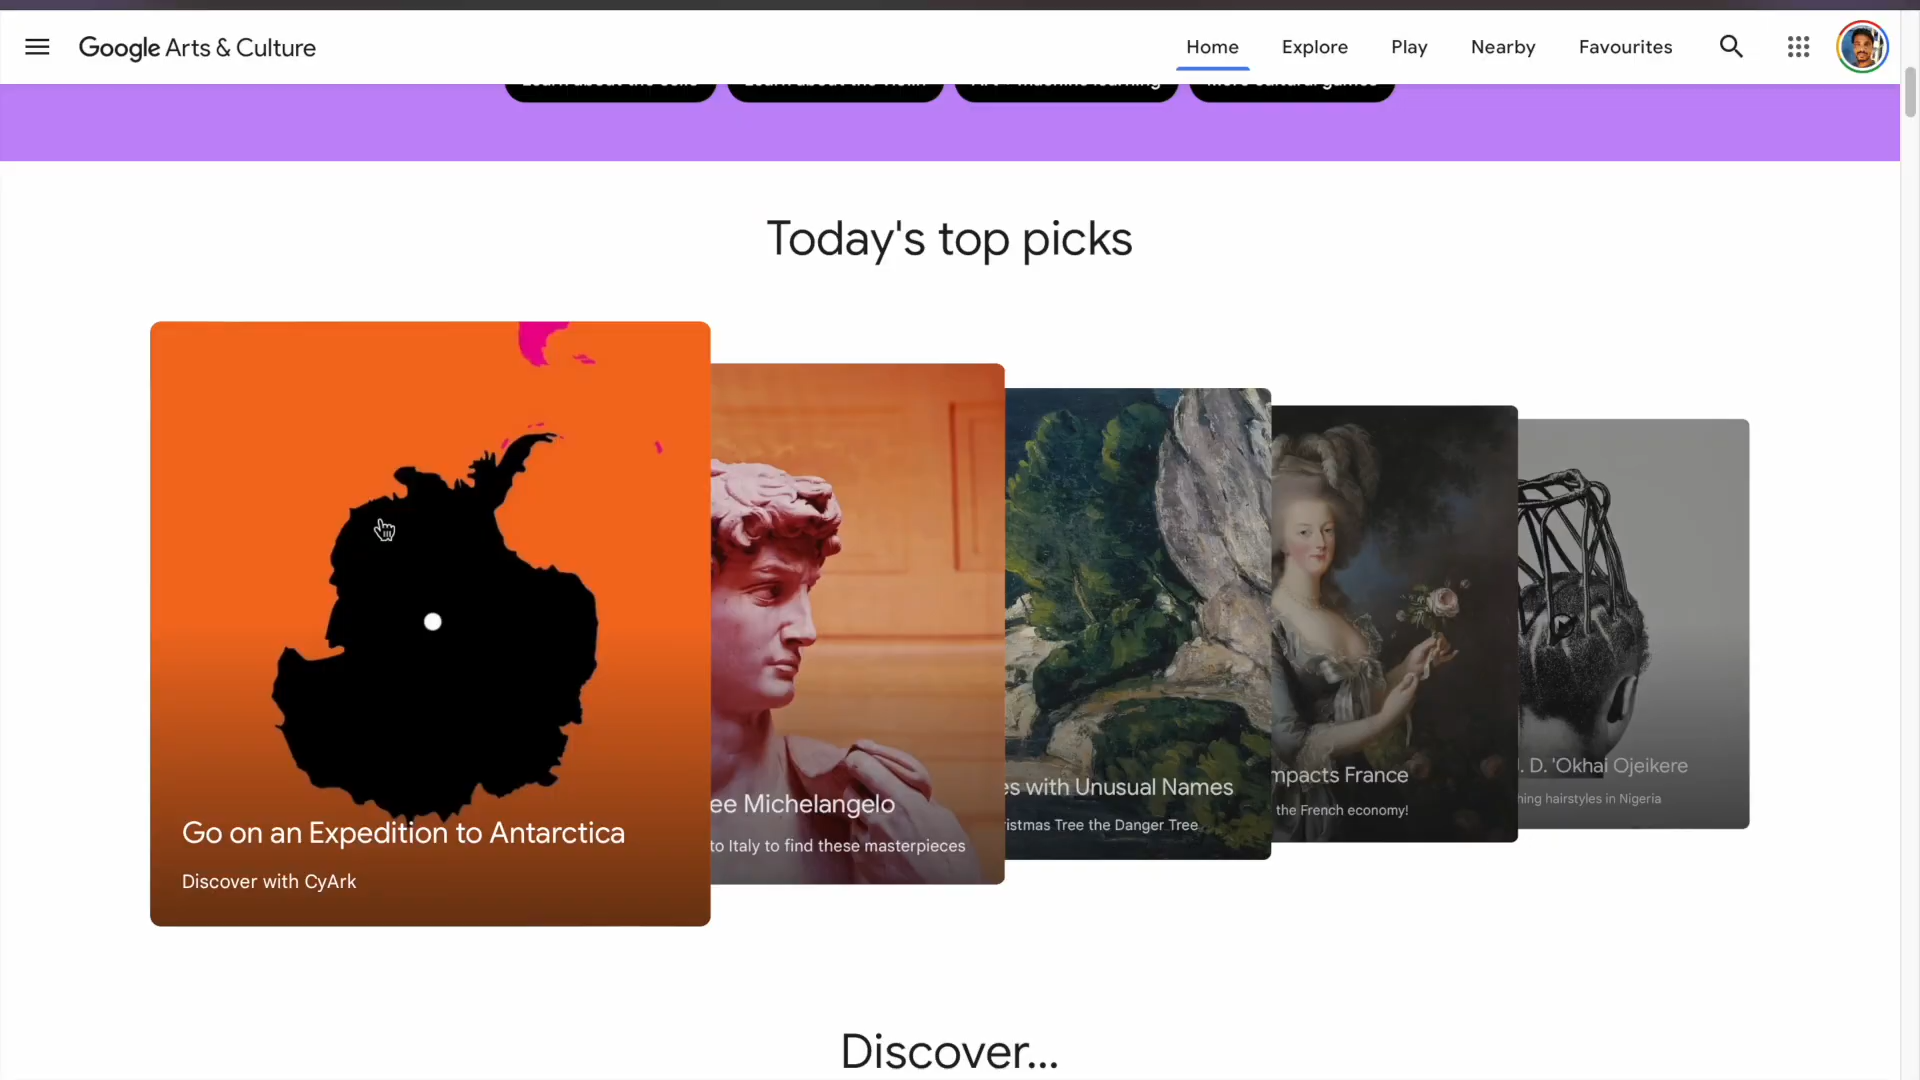 Google Arts & Culture
Home Explore Play Nearby Favourites
Today's top picks
Go on an Expedition to Antarctica
Discover with CyArk
ee Michelangelo
to Italy to find these masterpieces
es with Unusual Names
istmas Tree the Danger Tree
mpacts France
the French economy!
. D. 'Okhai Ojeikere
hing hairstyles in Nigeria
Discover...